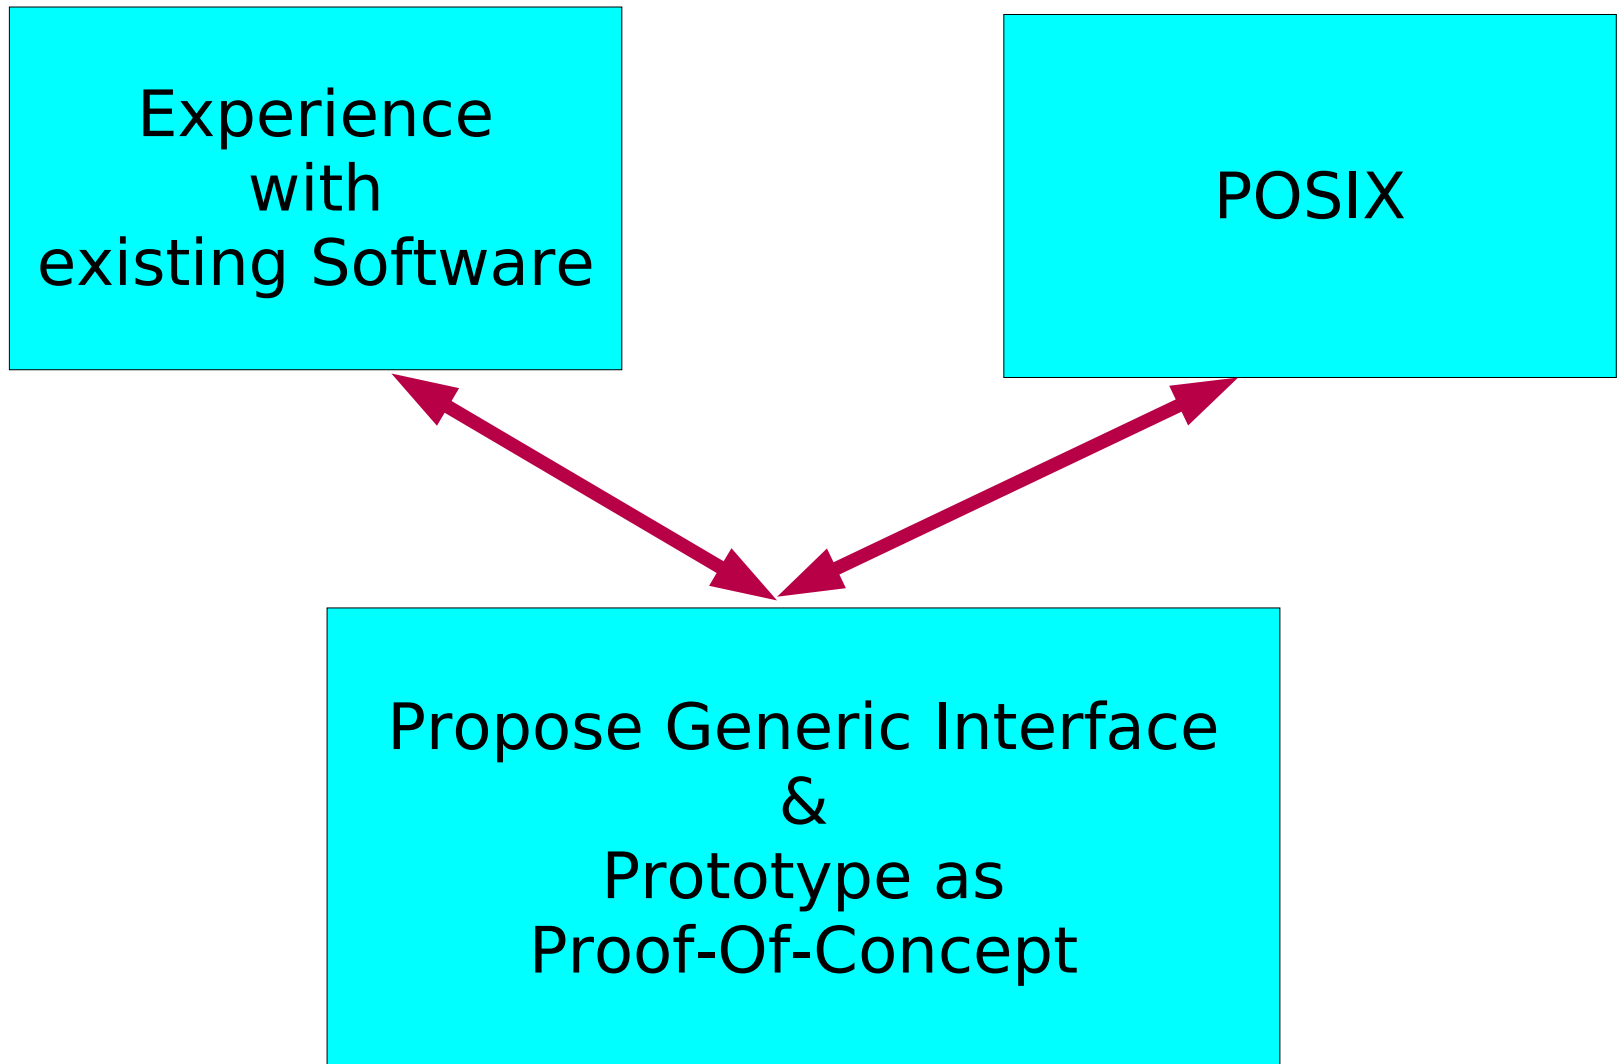 Experience
with
existing Software
POSIX
Propose Generic Interface
&
Prototype as
Proof-Of-Concept